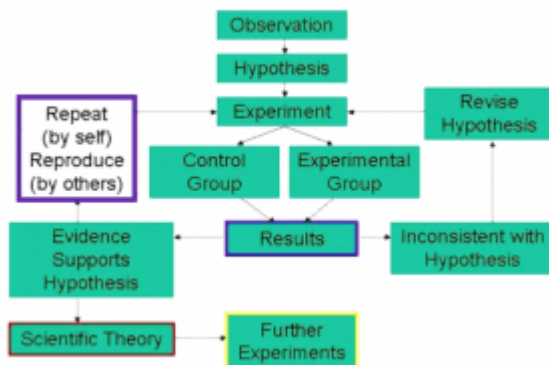 Observation
Hypothesis
Experiment
Repeat
(by self)
Reproduce
(by others)
Revise
Hypothesis
Control
Group
Experimental
Group
Results
Evidence
Supports
Hypothesis
Inconsistent with
Hypothesis
Scientific Theory
Further
Experiments